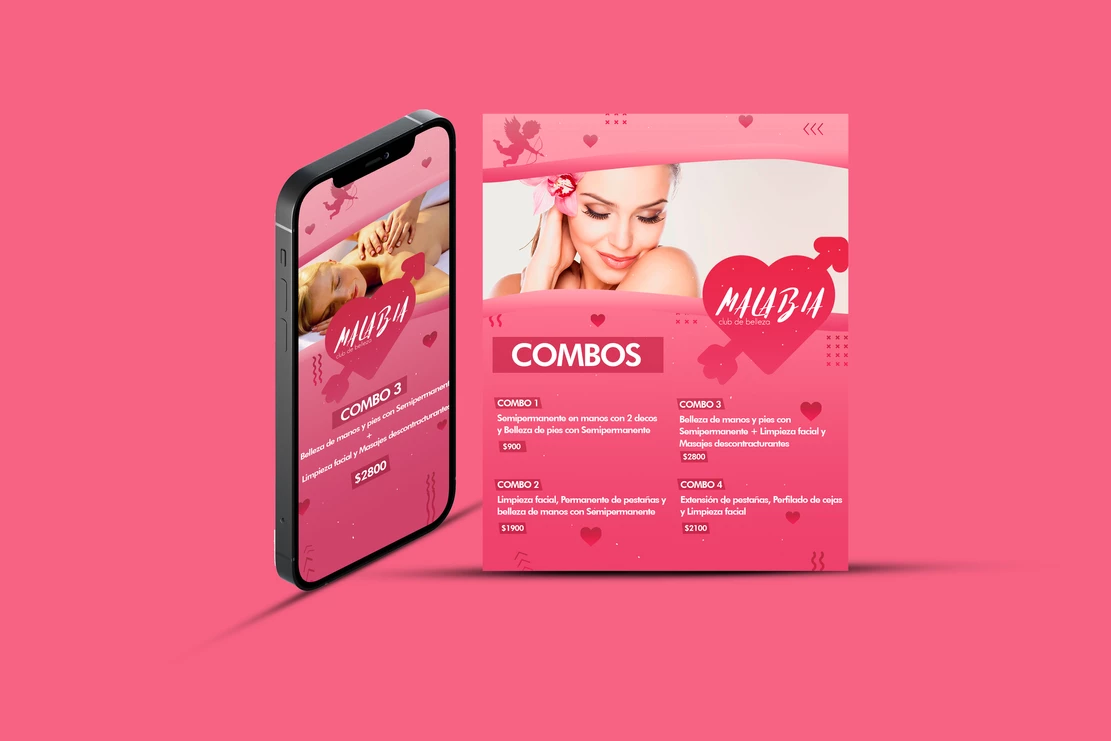 MALABIA
club de belleza
COMBO 3
Belleza de manos y pies con Semipermanente
+
Limpieza facial y Masajes descontracturantes
$2800
MALABIA
club de belleza
COMBOS
COMBO 1
Semipermanente en manos con 2 decos
y Belleza de pies con Semipermanente
$900
COMBO 2
Limpieza facial, Permanente de pestañas y
belleza de manos con Semipermanente
$1900
COMBO 3
Belleza de manos y pies con
Semipermanente + Limpieza facial y
Masajes descontracturantes
$2800
COMBO 4
Extensión de pestañas, Perfilado de cejas
y Limpieza facial
$2100